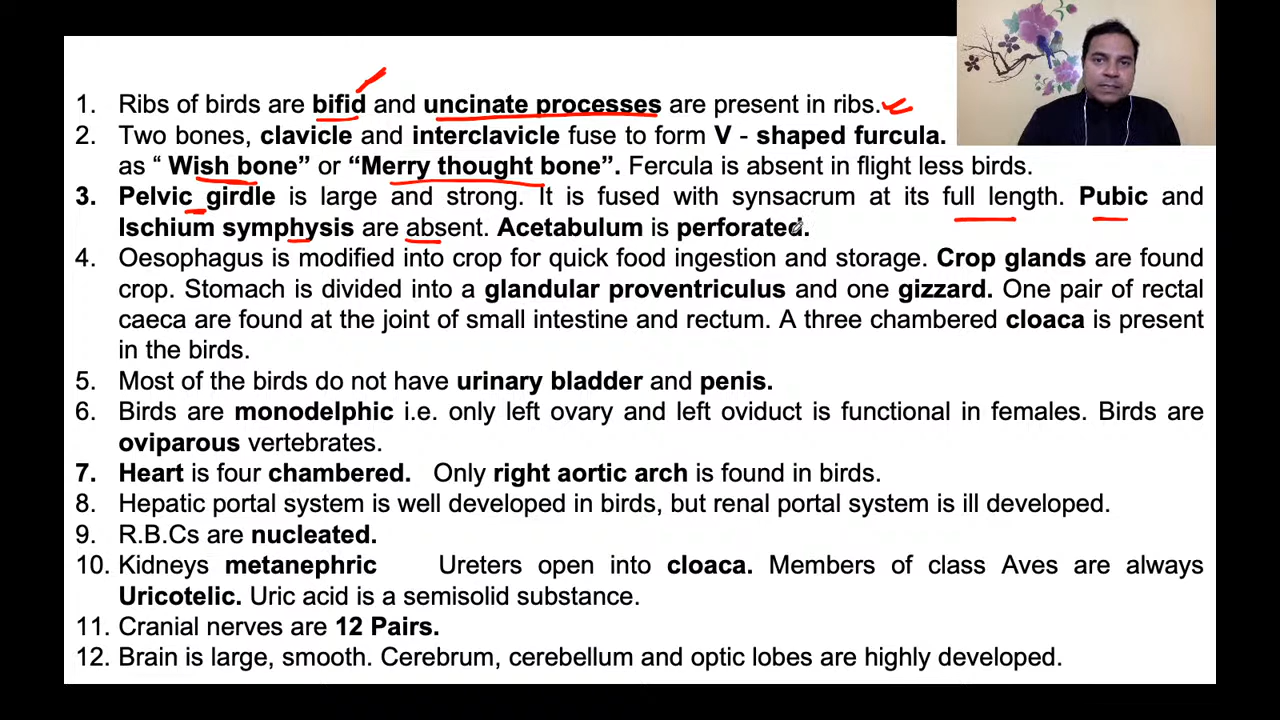 1. Ribs of birds are bifid and uncinate processes are present in ribs.
2. Two bones, clavicle and interclavicle fuse to form V - shaped furcula.
as “ Wish bone” or “Merry thought bone”. Fercula is absent in flight less birds.
3. Pelvic girdle is large and strong. It is fused with synsacrum at its full length. Pubic and
Ischium symphysis are absent. Acetabulum is perforated.
4. Oesophagus is modified into crop for quick food ingestion and storage. Crop glands are found
crop. Stomach is divided into a glandular proventriculus and one gizzard. One pair of rectal
caeca are found at the joint of small intestine and rectum. A three chambered cloaca is present
in the birds.
5. Most of the birds do not have urinary bladder and penis.
6. Birds are monodelphic i.e. only left ovary and left oviduct is functional in females. Birds are
oviparous vertebrates.
7. Heart is four chambered. Only right aortic arch is found in birds.
8. Hepatic portal system is well developed in birds, but renal portal system is ill developed.
9. R.B.Cs are nucleated.
10. Kidneys metanephric Ureters open into cloaca. Members of class Aves are always
Uricotelic. Uric acid is a semisolid substance.
11. Cranial nerves are 12 Pairs.
12. Brain is large, smooth. Cerebrum, cerebellum and optic lobes are highly developed.